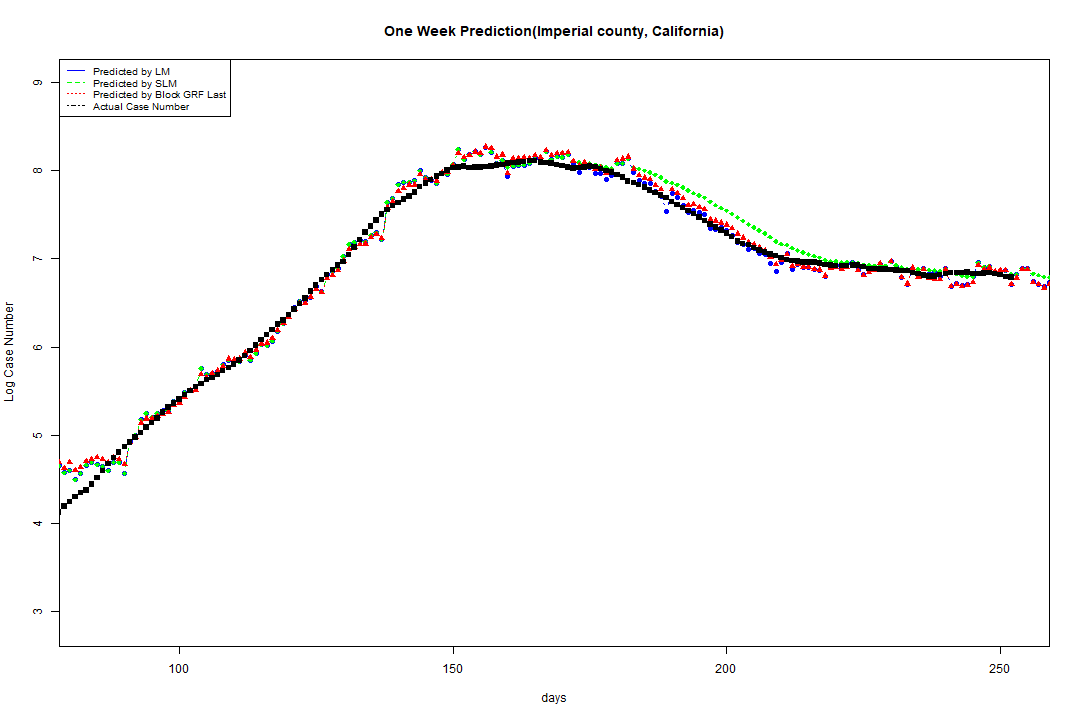 One Week Prediction(Imperial county, California)
Predicted by LM
Predicted by SLM
Predicted by Block GRF Last
Actual Case Number
9
8
7
6
5
4
3
Log Case Number
100 150 200 250
days